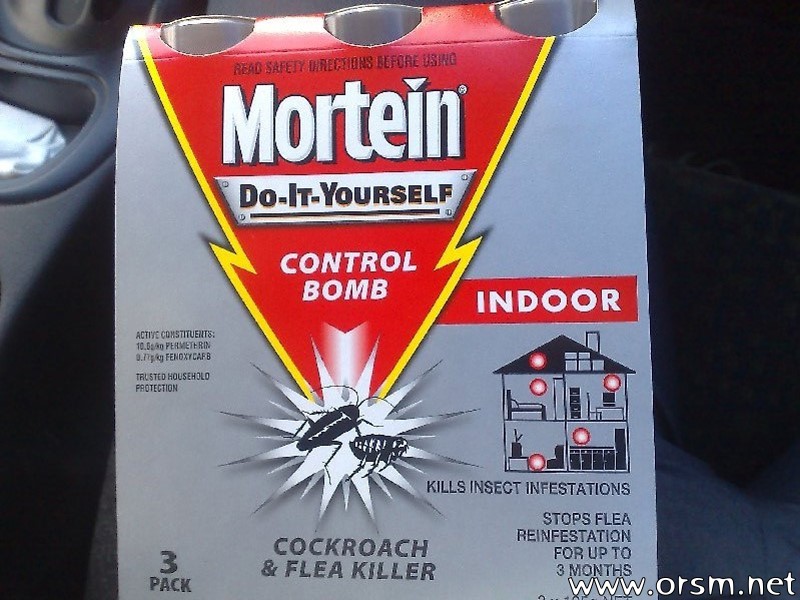 READ SAFETY DIRECTIONS BEFORE USING
Mortein®
DO-IT-YOURSELF
CONTROL
BOMB
INDOOR
ACTIVE CONSTITUENTS:
PERMETHRIN
FENOXYCARB
TRUSTED HOUSEHOLD
PROTECTION
KILLS INSECT INFESTATIONS
STOPS FLEA
REINFESTATION
FOR UP TO
3 MONTHS
COCKROACH
& FLEA KILLER
3
PACK
www.orsm.net